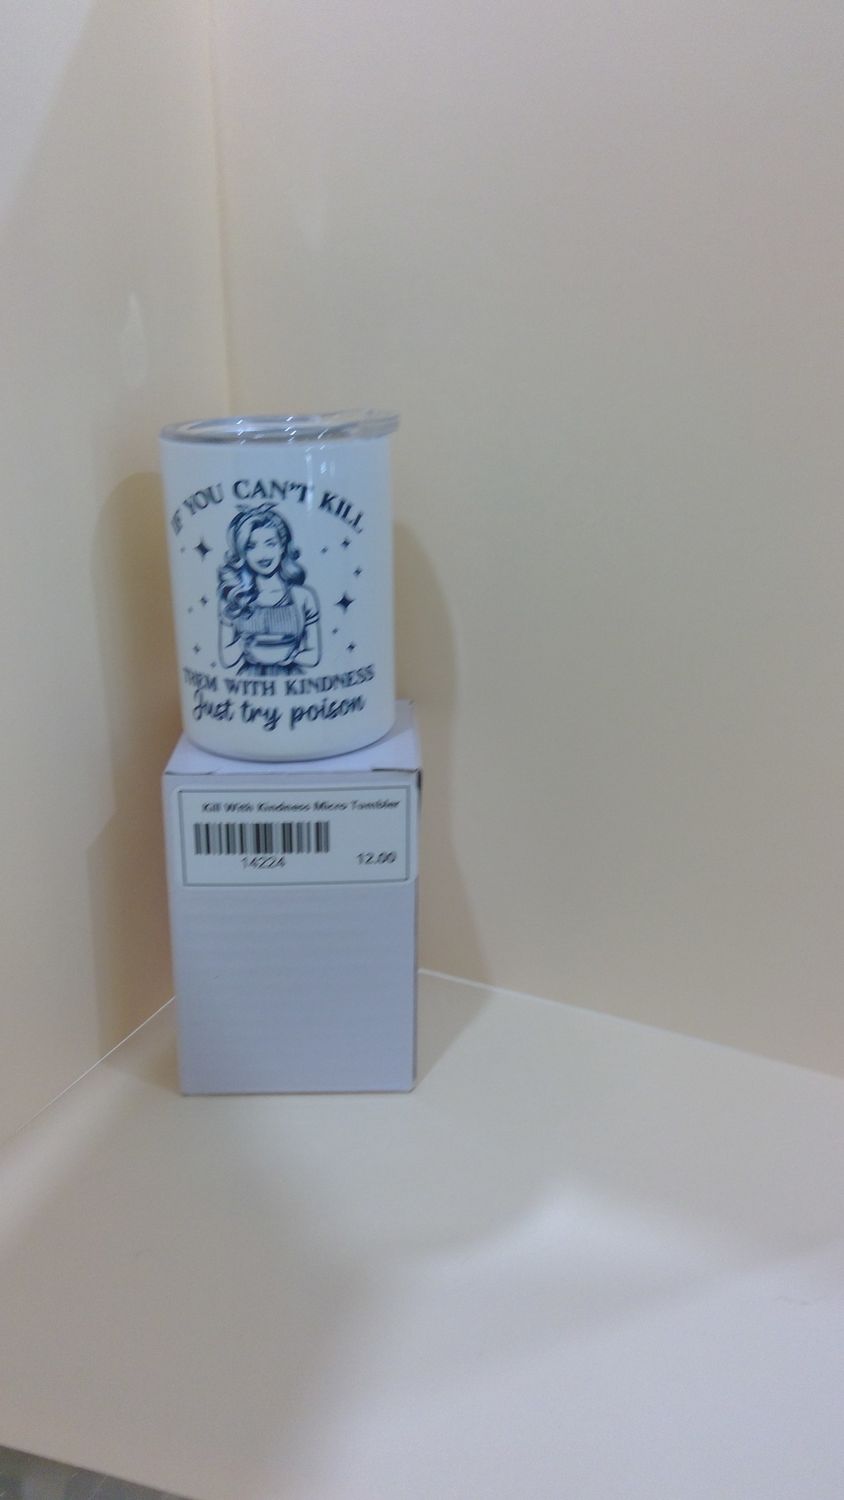 IF YOU CAN'T KILL
THEM WITH KINDNESS
Just try poison
Kill With Kindness Micro Tumbler
14224 12.00